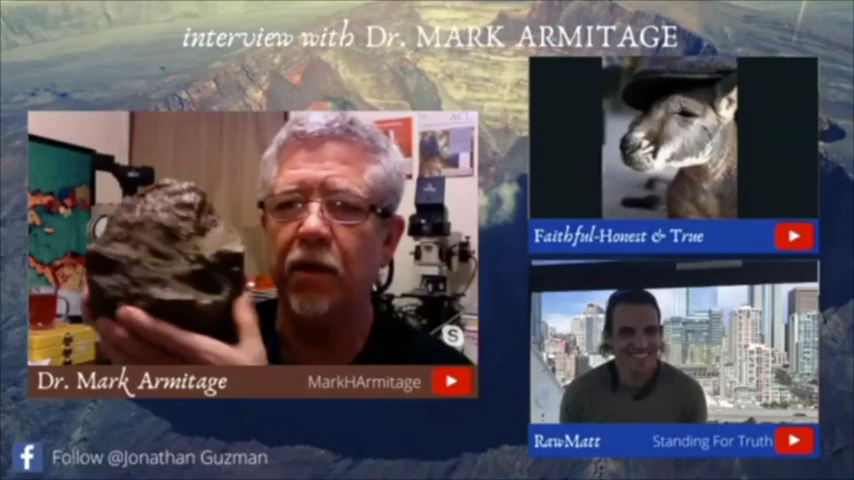 interview with Dr. MARK ARMITAGE
ACT
Dr. Mark Armitage
MarkHArmitage
Faithful-Honest & True
RawMatt
Standing For Truth
Follow @Jonathan Guzman